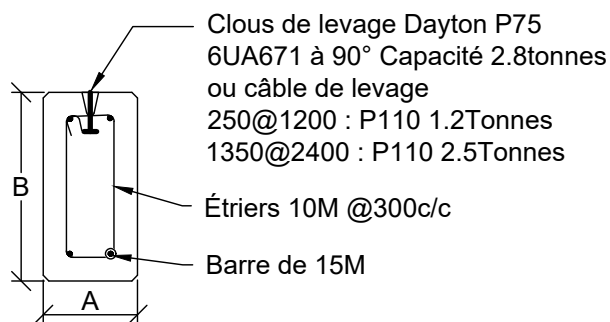 Clous de levage Dayton P75
6UA671 à 90° Capacité 2.8tonnes
ou câble de levage
250@1200 : P110 1.2Tonnes
1350@2400 : P110 2.5Tonnes
B
Étriers 10M @300c/c
Barre de 15M
A